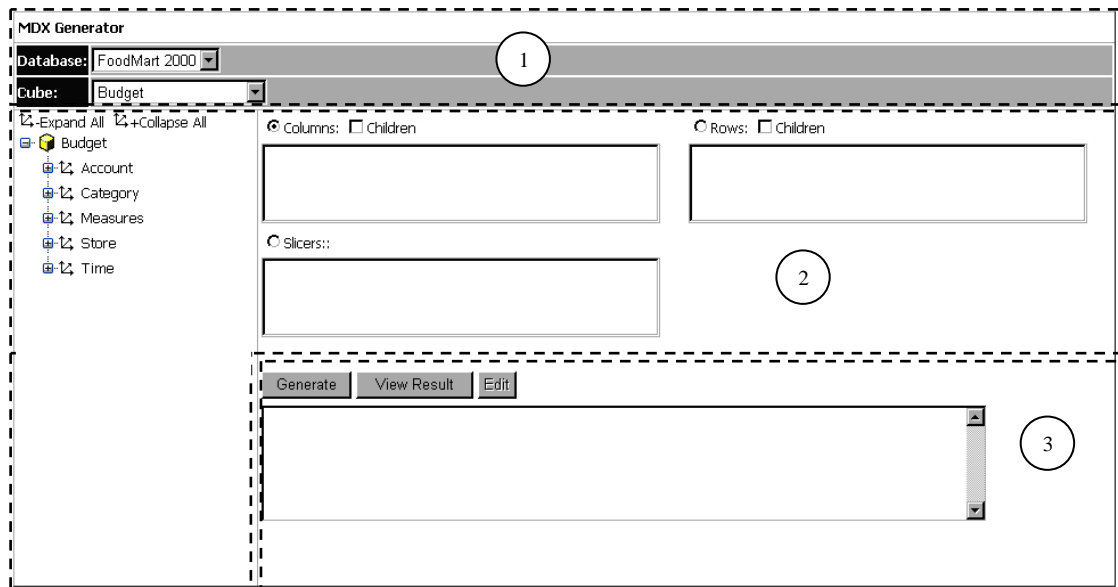 MDX Generator
Database: FoodMart 2000
1
Cube: Budget
-Expand All +Collapse All
Budget
Account
Category
Measures
Store
Time
Columns: Children
Rows: Children
Slicers::
2
Generate View Result Edit
3